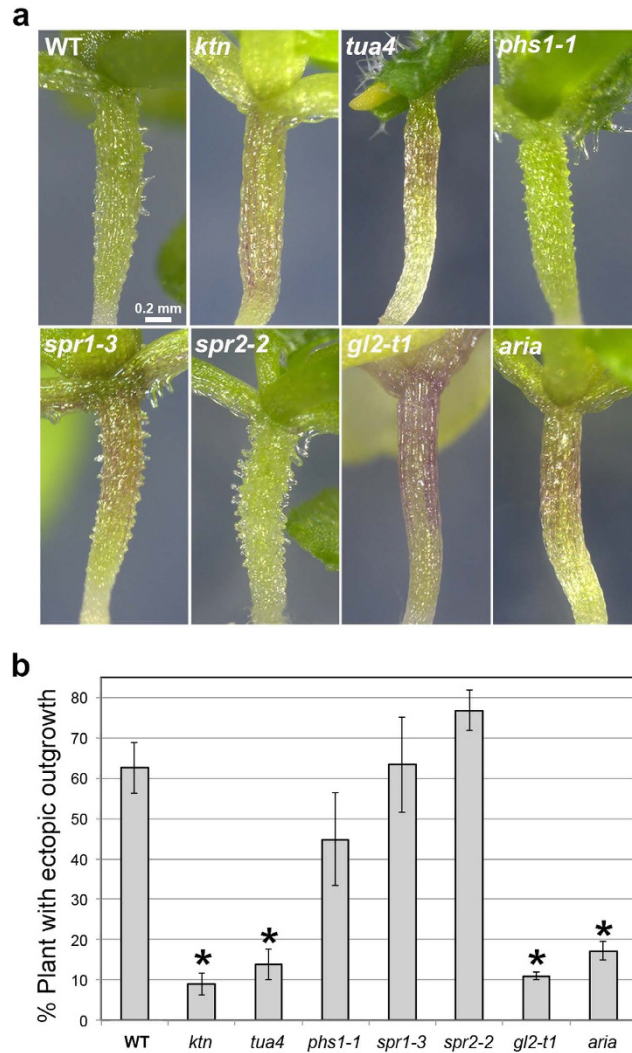 a
WT
ktn
tua4
phs1-1
0.2 mm
spr1-3
spr2-2
gl2-t1
aria
b
% Plant with ectopic outgrowth
80
70
60
50
40
30
20
10
0
*
*
*
*
WT
ktn
tua4
phs1-1
spr1-3
spr2-2
gl2-t1
aria